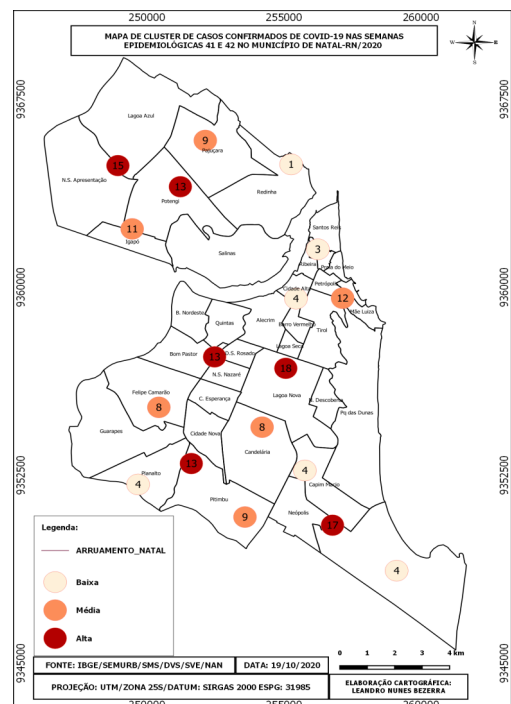 250000 255000 260000
MAPA DE CLUSTER DE CASOS CONFIRMADOS DE COVID-19 NAS SEMANAS
EPIDEMIOLÓGICAS 41 E 42 NO MUNICÍPIO DE NATAL-RN/2020
9367500 9367500
Lagoa Azul
9
Pajuçara
15
1
N.S. Apresentação
13
Redinha
Potengi
11
Igapó
Santos Reis
3
Salinas
Ribeira
Praia do Meio
Petrópolis
Cidade Alta
9360000 9360000
4
12
Mãe Luiza
B. Nordeste
Quintas
Alecrim
Barro Vermelho
Tirol
Lagoa Seca
Bom Pastor
13
D.S. Rosado
N.S. Nazaré
18
Felipe Camarão
C. Esperança
Lagoa Nova
N. Descoberta
8
Pq das Dunas
Guarapes
Cidade Nova
8
Candelária
9352500 9352500
13
4
Planalto
4
Capim Macio
Pitimbu
Neópolis
9
17
Legenda:
ARRUAMENTO_NATAL
4
Baixa
Média
Alta
0 1 2 3 4 km
FONTE: IBGE/SEMURB/SMS/DVS/SVE/NAN
DATA: 19/10/2020
9345000 9345000
PROJEÇÃO: UTM/ZONA 25S/DATUM: SIRGAS 2000 ESPG: 31985
ELABORAÇÃO CARTOGRÁFICA:
LEANDRO NUNES BEZERRA
250000 255000 260000